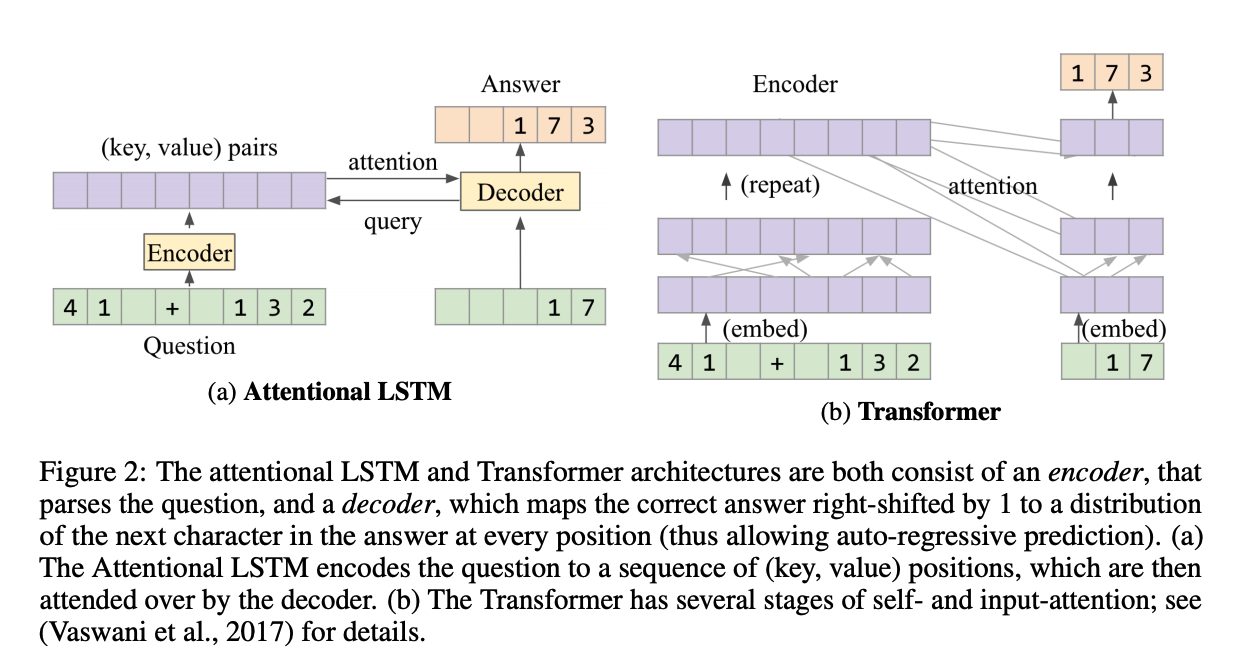 Answer
1 7 3
(key, value) pairs
attention
Decoder
query
Encoder
4 1 + 1 3 2
1 7
Question
(a) Attentional LSTM
Encoder
1 7 3
(repeat)
attention
(embed)
(embed)
4 1 + 1 3 2
1 7
(b) Transformer
Figure 2: The attentional LSTM and Transformer architectures are both consist of an encoder, that
parses the question, and a decoder, which maps the correct answer right-shifted by 1 to a distribution
of the next character in the answer at every position (thus allowing auto-regressive prediction). (a)
The Attentional LSTM encodes the question to a sequence of (key, value) positions, which are then
attended over by the decoder. (b) The Transformer has several stages of self- and input-attention; see
(Vaswani et al., 2017) for details.